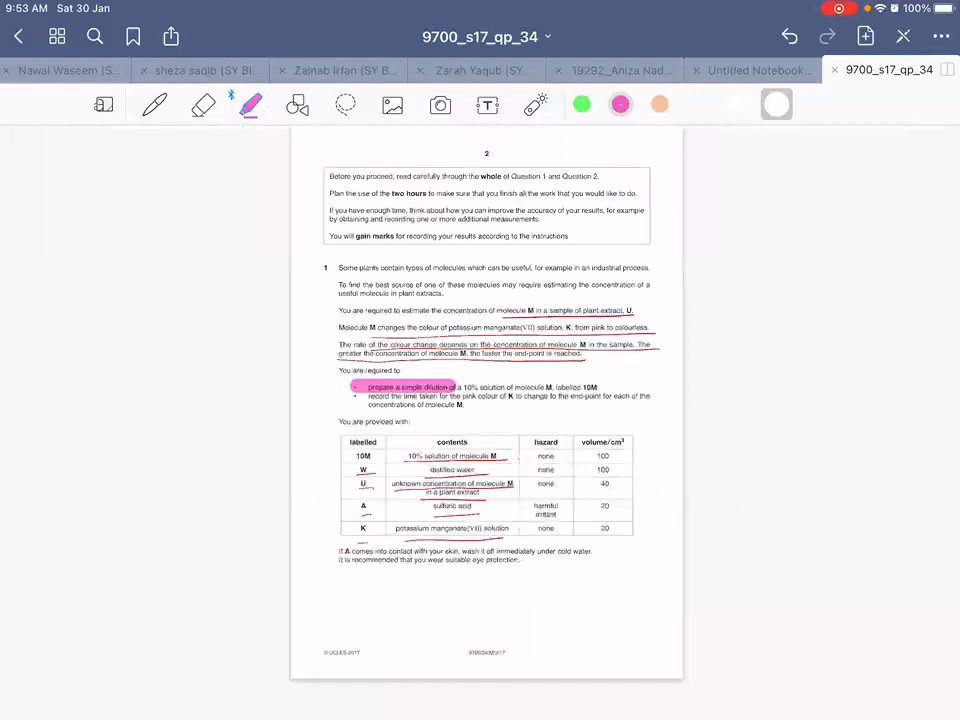 9:53 AM Sat 30 Jan
100%
9700_s17_qp_34
Nawal Waseem (S...
sheza saqib (SY Bl...
Zainab Irfan (SY B...
Zarah Yaqub (SY...
19292_Aniza Nad...
Untitled Notebook...
9700_s17_qp_34
2
Before you proceed, read carefully through the whole of Question 1 and Question 2.
Plan the use of the two hours to make sure that you finish all the work that you would like to do.
If you have enough time, think about how you can improve the accuracy of your results, for example
by obtaining and recording one or more additional measurements.
You will gain marks for recording your results according to the instructions
1 Some plants contain types of molecules which can be useful, for example in an industrial process.
To find the best source of one of these molecules may require estimating the concentration of a
useful molecule in plant extracts.
You are required to estimate the concentration of molecule M in a sample of plant extract, U.
Molecule M changes the colour of potassium manganate(VII) solution, K, from pink to colourless.
The rate of the colour change depends on the concentration of molecule M in the sample. The
greater the concentration of molecule M, the faster the end-point is reached.
You are required to:
• prepare a simple dilution of a 10% solution of molecule M, labelled 10M
• record the time taken for the pink colour of K to change to the end-point for each of the
concentrations of molecule M.
You are provided with:
labelled contents hazard volume/cm³
10M 10% solution of molecule M none 100
W distilled water none 100
U unknown concentration of molecule M none 40
in a plant extract
A sulfuric acid harmful 20
irritant
K potassium manganate(VII) solution none 20
If A comes into contact with your skin, wash it off immediately under cold water.
It is recommended that you wear suitable eye protection.
© UCLES 2017 9700/34/M/J/17